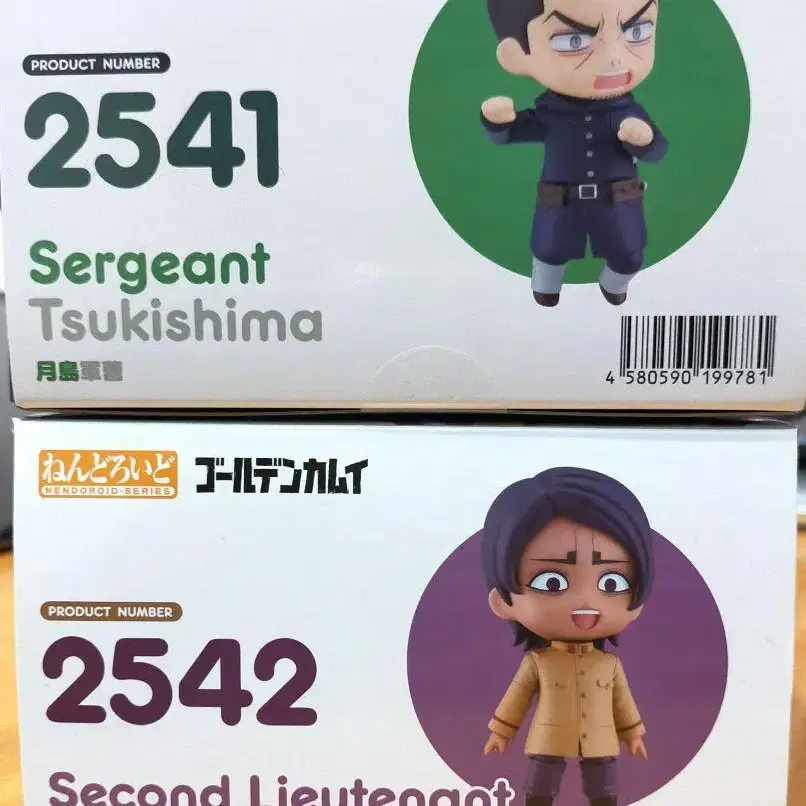 PRODUCT NUMBER
2541
Sergeant
Tsukishima
月島軍曹
4 580590 199781
ねんどろいど
NENDOROID·SERIES
ゴールデンカムイ
PRODUCT NUMBER
2542
Second Lieutenant